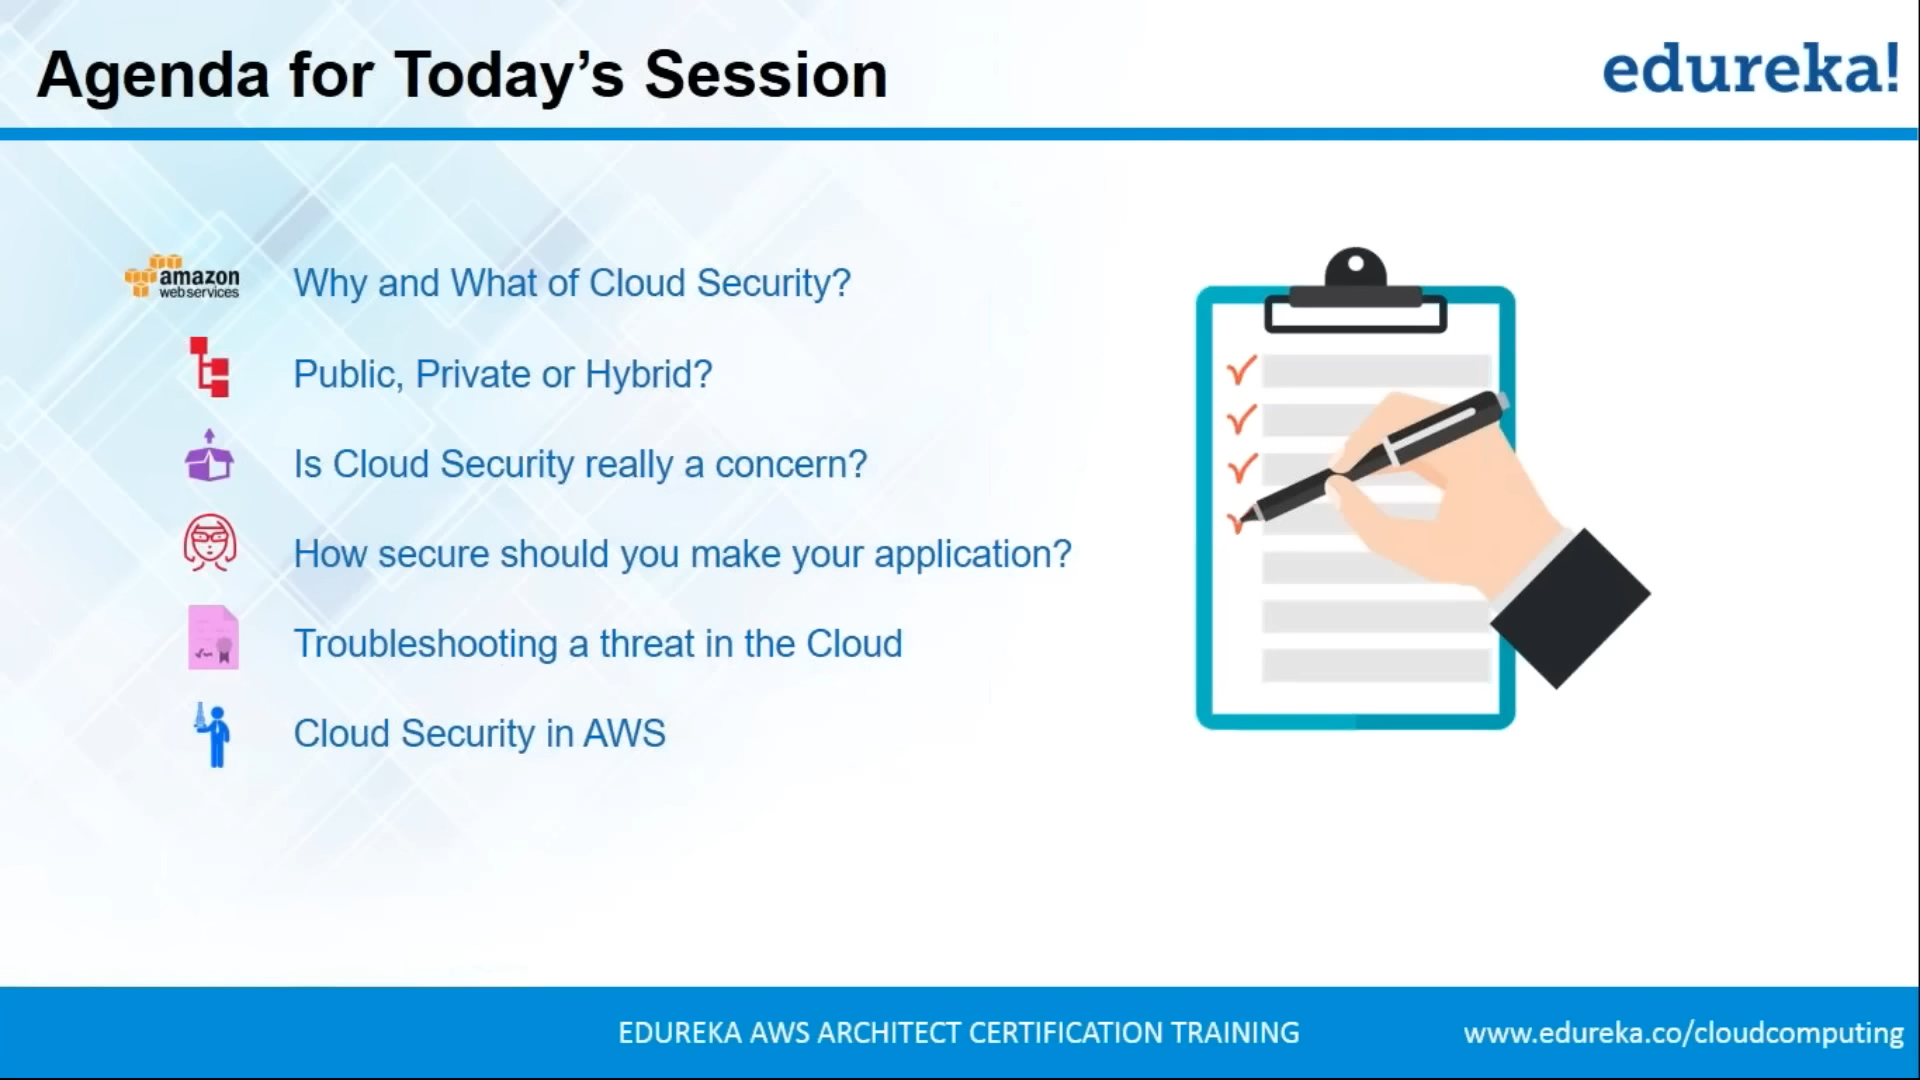 Agenda for Today’s Session
edureka!
amazon
webservices
Why and What of Cloud Security?
Public, Private or Hybrid?
Is Cloud Security really a concern?
How secure should you make your application?
Troubleshooting a threat in the Cloud
Cloud Security in AWS
EDUREKA AWS ARCHITECT CERTIFICATION TRAINING
www.edureka.co/cloudcomputing